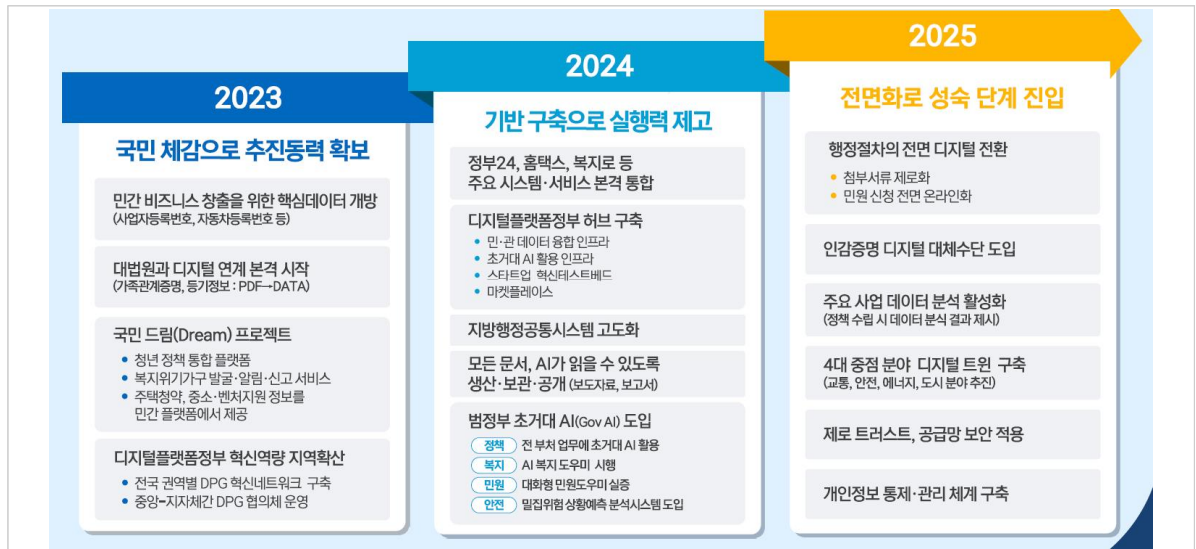 2023
국민 체감으로 추진동력 확보
민간 비즈니스 창출을 위한 핵심데이터 개방
(사업자등록번호, 자동차등록번호 등)
대법원과 디지털 연계 본격 시작
(가족관계증명, 등기정보 : PDF→DATA)
국민 드림(Dream) 프로젝트
• 청년 정책 통합 플랫폼
• 복지위기가구 발굴·알림·신고 서비스
• 주택청약, 중소·벤처지원 정보를
민간 플랫폼에서 제공
디지털플랫폼정부 혁신역량 지역확산
• 전국 권역별 DPG 혁신네트워크 구축
• 중앙-지자체간 DPG 협의체 운영
2024
기반 구축으로 실행력 제고
정부24, 홈택스, 복지로 등
주요 시스템·서비스 본격 통합
디지털플랫폼정부 허브 구축
• 민·관 데이터 융합 인프라
• 초거대 AI 활용 인프라
• 스타트업 혁신테스트베드
• 마켓플레이스
지방행정공통시스템 고도화
모든 문서, AI가 읽을 수 있도록
생산·보관·공개 (보도자료, 보고서)
범정부 초거대 AI(Gov AI) 도입
정책 전 부처 업무에 초거대 AI 활용
복지 AI 복지 도우미 시행
민원 대화형 민원도우미 실증
안전 밀집위험 상황예측 분석시스템 도입
2025
전면화로 성숙 단계 진입
행정절차의 전면 디지털 전환
• 첨부서류 제로화
• 민원 신청 전면 온라인화
인감증명 디지털 대체수단 도입
주요 사업 데이터 분석 활성화
(정책 수립 시 데이터 분석 결과 제시)
4대 중점 분야 디지털 트윈 구축
(교통, 안전, 에너지, 도시 분야 추진)
제로 트러스트, 공급망 보안 적용
개인정보 통제·관리 체계 구축